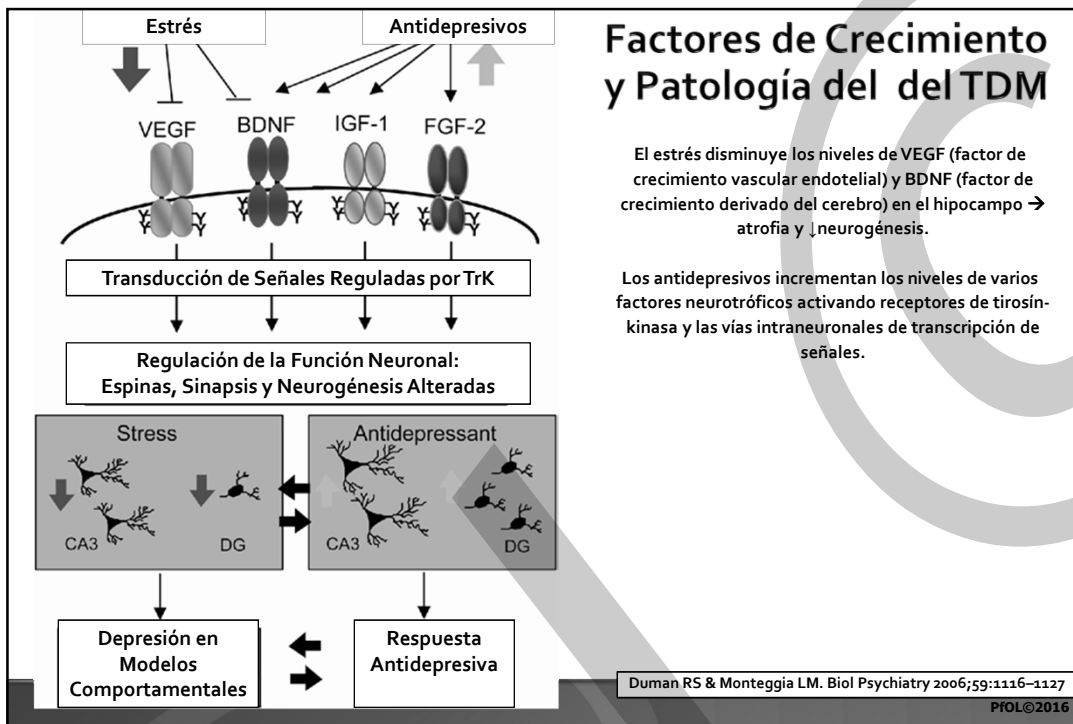 Estrés
Antidepresivos
VEGF
BDNF
IGF-1
FGF-2
Transducción de Señales Reguladas por TrK
Regulación de la Función Neuronal:
Espinas, Sinapsis y Neurogénesis Alteradas
Stress
CA3
DG
Antidepressant
CA3
DG
Depresión en
Modelos
Comportamentales
Respuesta
Antidepresiva
Factores de Crecimiento
y Patología del del TDM
El estrés disminuye los niveles de VEGF (factor de
crecimiento vascular endotelial) y BDNF (factor de
crecimiento derivado del cerebro) en el hipocampo →
atrofia y ↓neurogénesis.
Los antidepresivos incrementan los niveles de varios
factores neurotróficos activando receptores de tirosín-
kinasa y las vías intraneuronales de transcripción de
señales.
Duman RS & Monteggia LM. Biol Psychiatry 2006;59:1116–1127
PfOL©2016